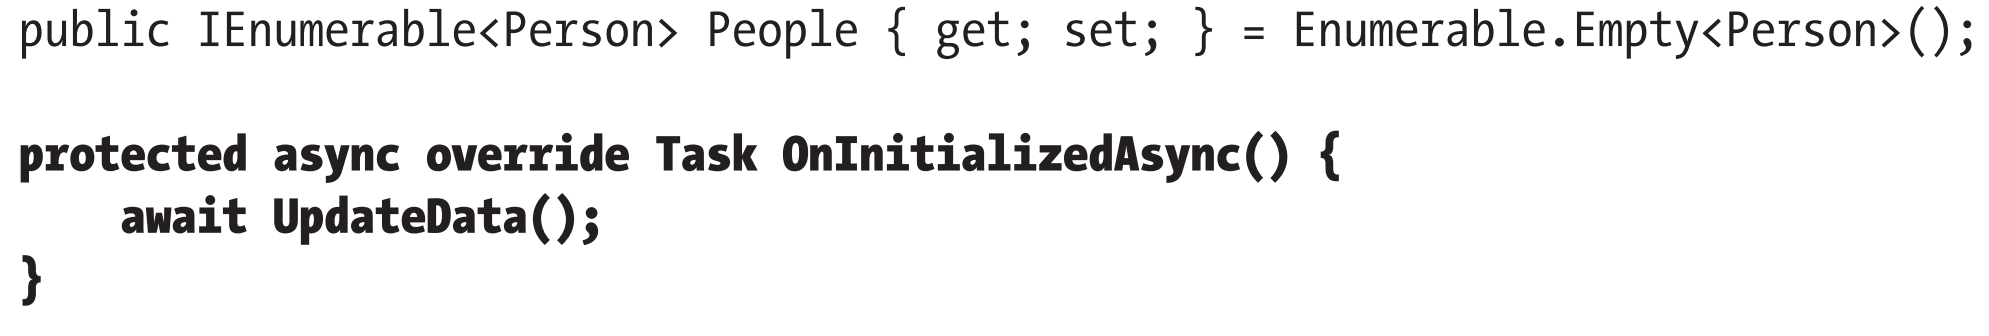 public IEnumerable<Person> People { get; set; } = Enumerable.Empty<Person>();
protected async override Task OnInitializedAsync() {
    await UpdateData();
}